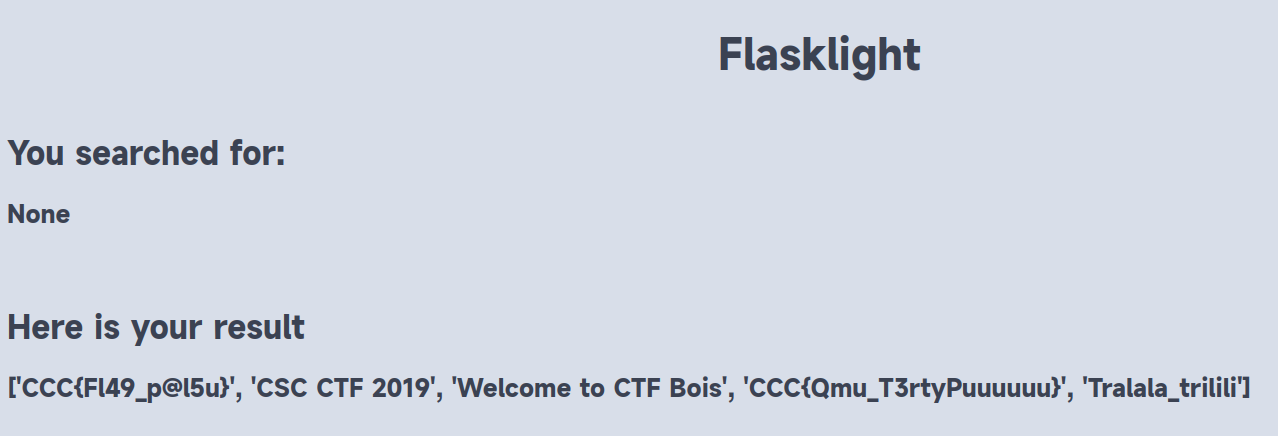 Flasklight
You searched for:
None
Here is your result
['CCC{Fl49_p@l5u}', 'CSC CTF 2019', 'Welcome to CTF Bois', 'CCC{Qmu_T3rtyPuuuuuu}', 'Tralala_trilili']